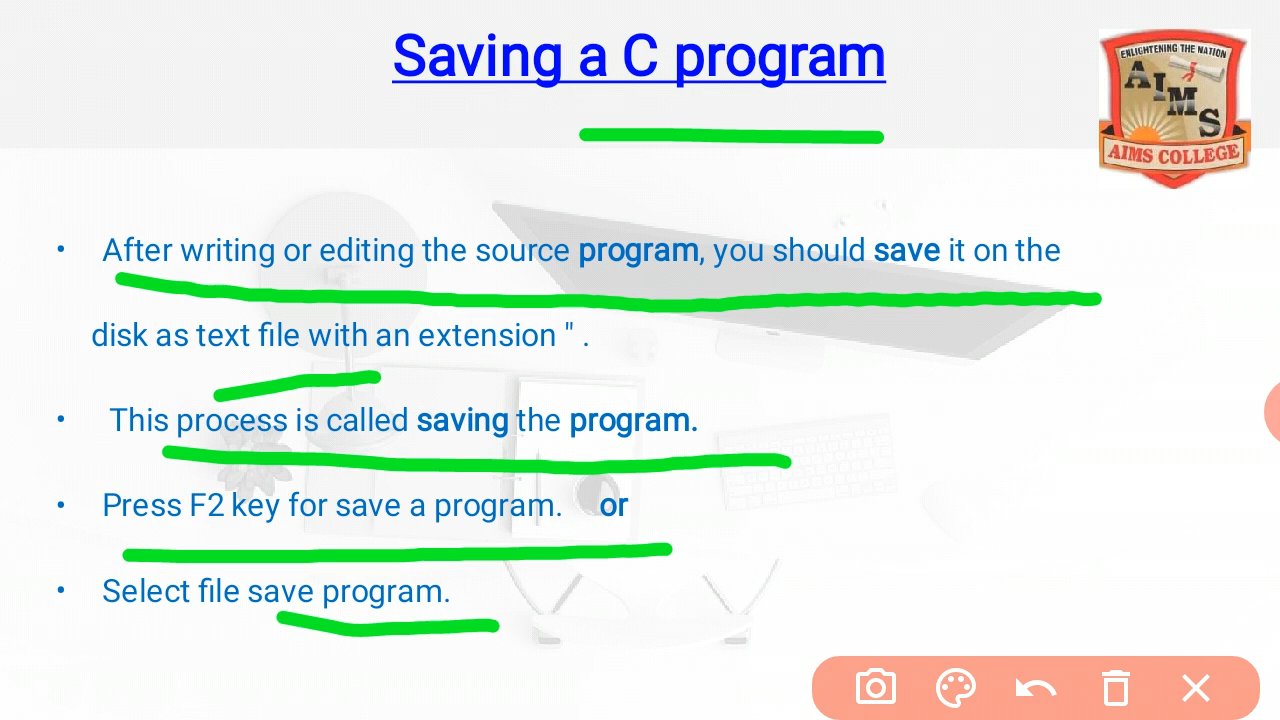 Saving a C program
ENLIGHTENING THE NATION
AIMS
AIMS COLLEGE
• After writing or editing the source program, you should save it on the
disk as text file with an extension " .
• This process is called saving the program.
• Press F2 key for save a program. or
• Select file save program.